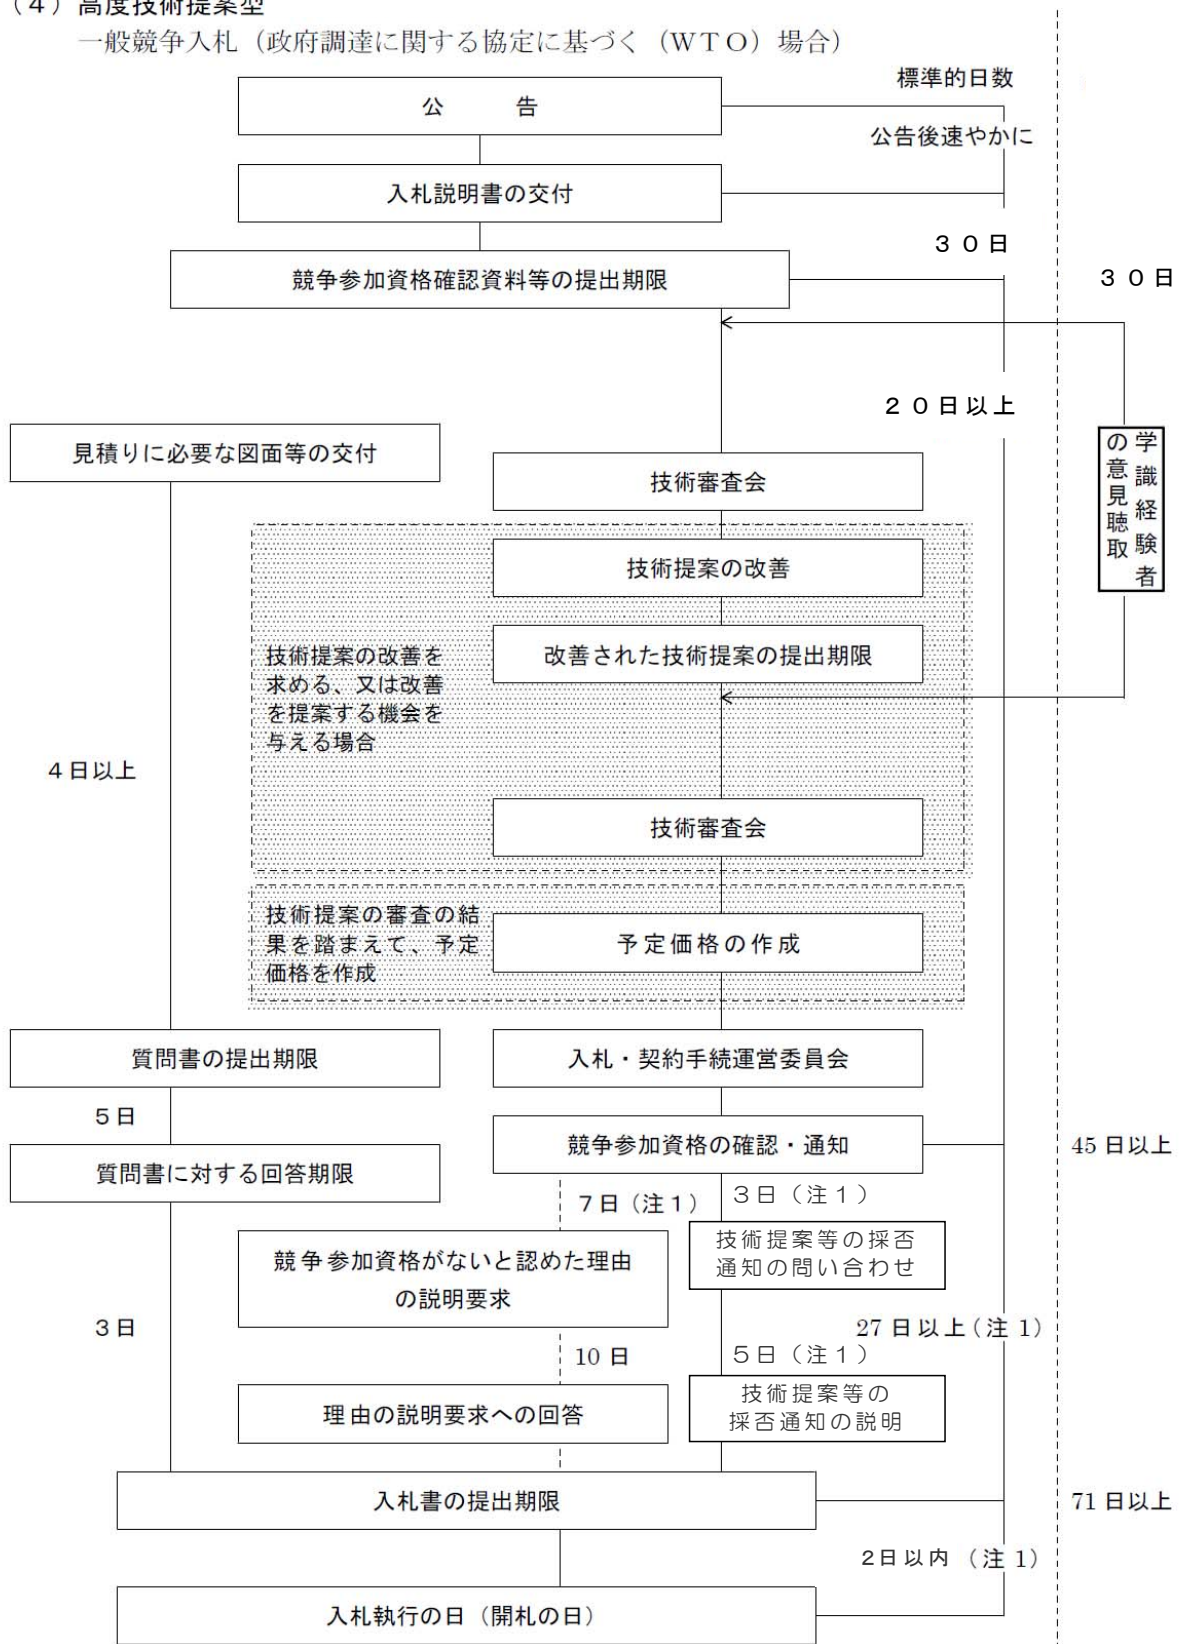 （４）高度技術提案型
一般競争入札（政府調達に関する協定に基づく（ＷＴＯ）場合）
標準的日数
公　　　告
公告後速やかに
入札説明書の交付
３０日
競争参加資格確認資料等の提出期限
３０日
２０日以上
学識経験者
の意見聴取
見積りに必要な図面等の交付
技術審査会
技術提案の改善
技術提案の改善を
求める、又は改善
を提案する機会を
与える場合
改善された技術提案の提出期限
４日以上
技術審査会
技術提案の審査の結
果を踏まえて、予定
価格を作成
予定価格の作成
質問書の提出期限
入札・契約手続運営委員会
５日
競争参加資格の確認・通知
45 日以上
質問書に対する回答期限
７日（注１）
３日（注１）
競争参加資格がないと認めた理由
の説明要求
技術提案等の採否
通知の問い合わせ
３日
27 日以上（注 1）
10 日
５日（注１）
理由の説明要求への回答
技術提案等の
採否通知の説明
入札書の提出期限
71 日以上
2日以内（注 1）
入札執行の日（開札の日）